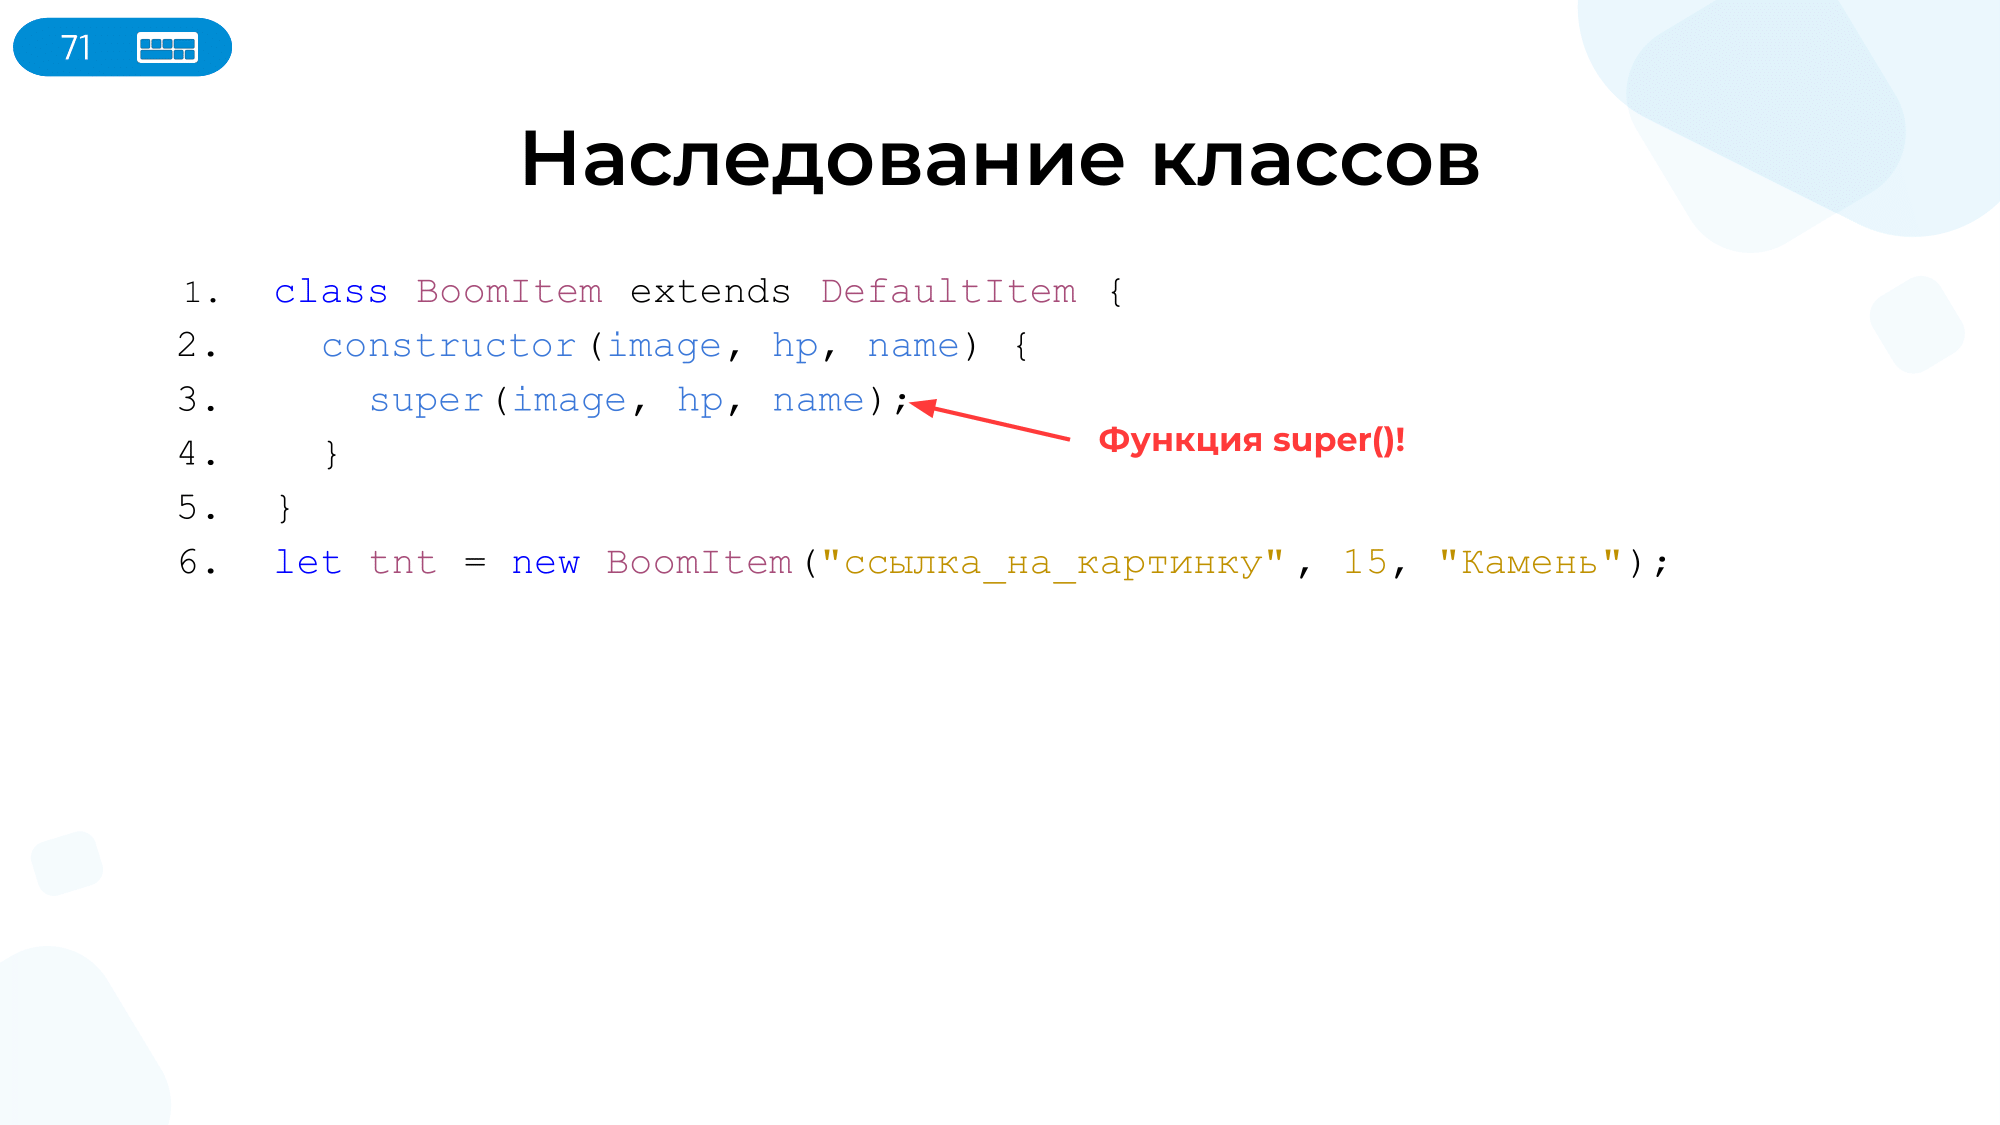 71
Наследование классов
1. class BoomItem extends DefaultItem {
2. constructor(image, hp, name) {
3. super(image, hp, name);
Функция super()!
4. }
5. }
6. let tnt = new BoomItem("ссылка_на_картинку", 15, "Камень");